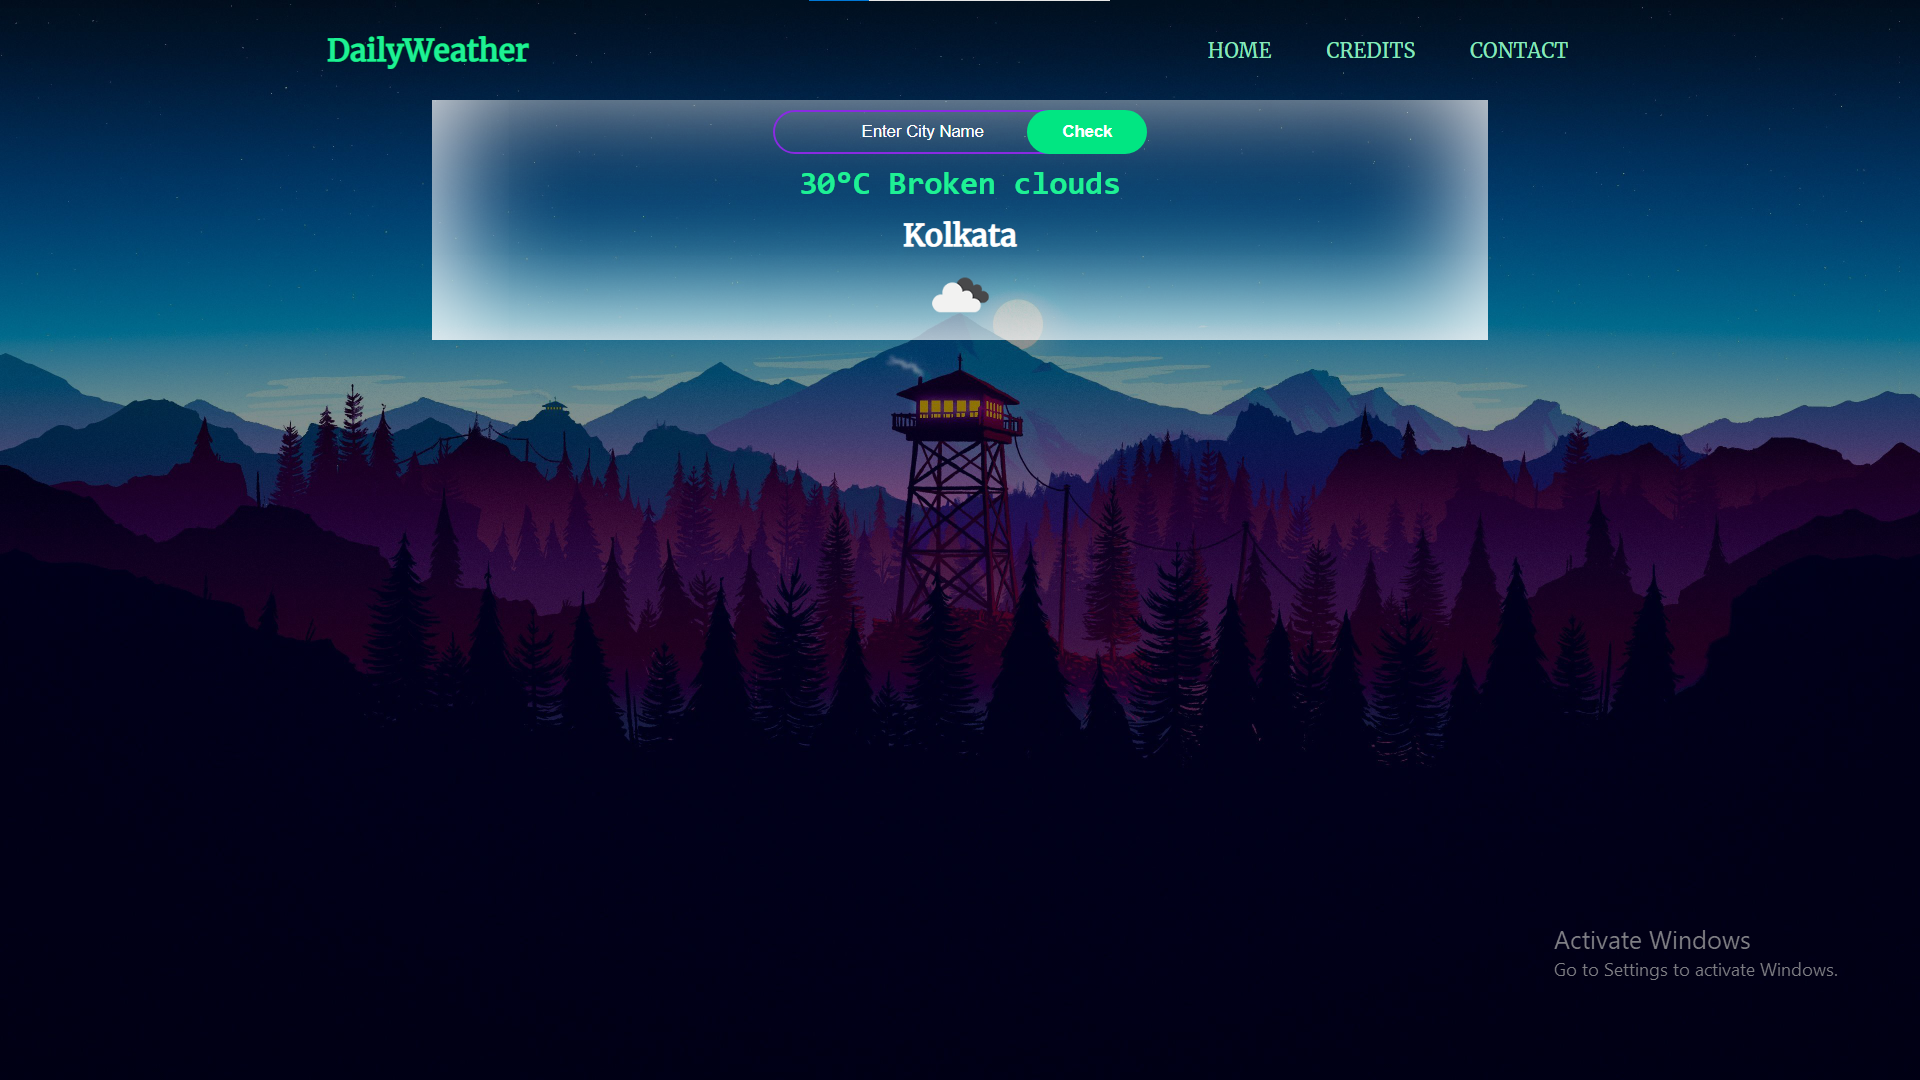 DailyWeather HOME CREDITS CONTACT
Enter City Name Check
30°C Broken clouds
Kolkata
Activate Windows
Go to Settings to activate Windows.